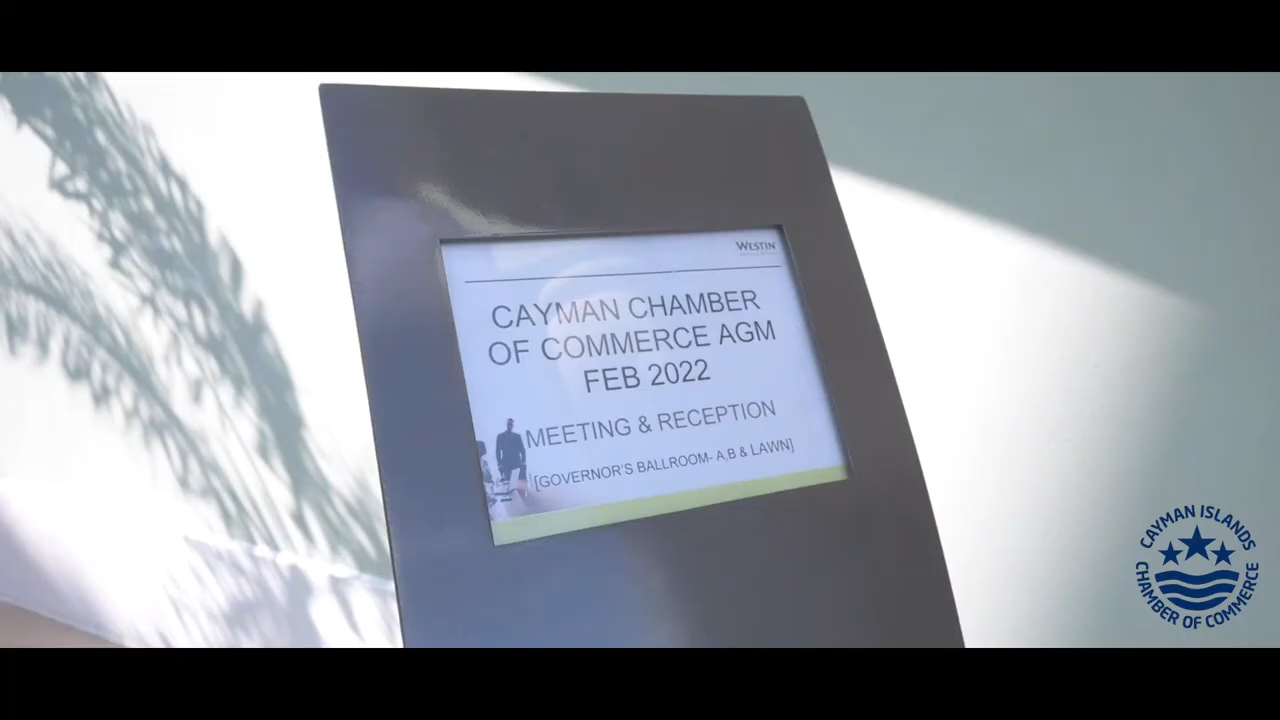 WESTIN
CAYMAN CHAMBER
OF COMMERCE AGM
FEB 2022
MEETING & RECEPTION
[GOVERNOR'S BALLROOM- A,B & LAWN]
CAYMAN ISLANDS
CHAMBER OF COMMERCE